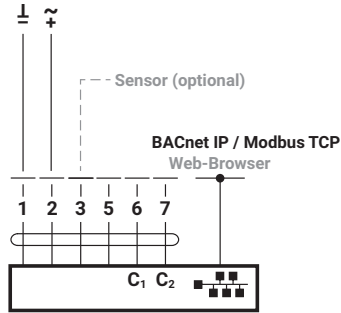 ⊥ ~
– +
Sensor (optional)
BACnet IP / Modbus TCP
Web-Browser
1 2 3 5 6 7
C₁ C₂